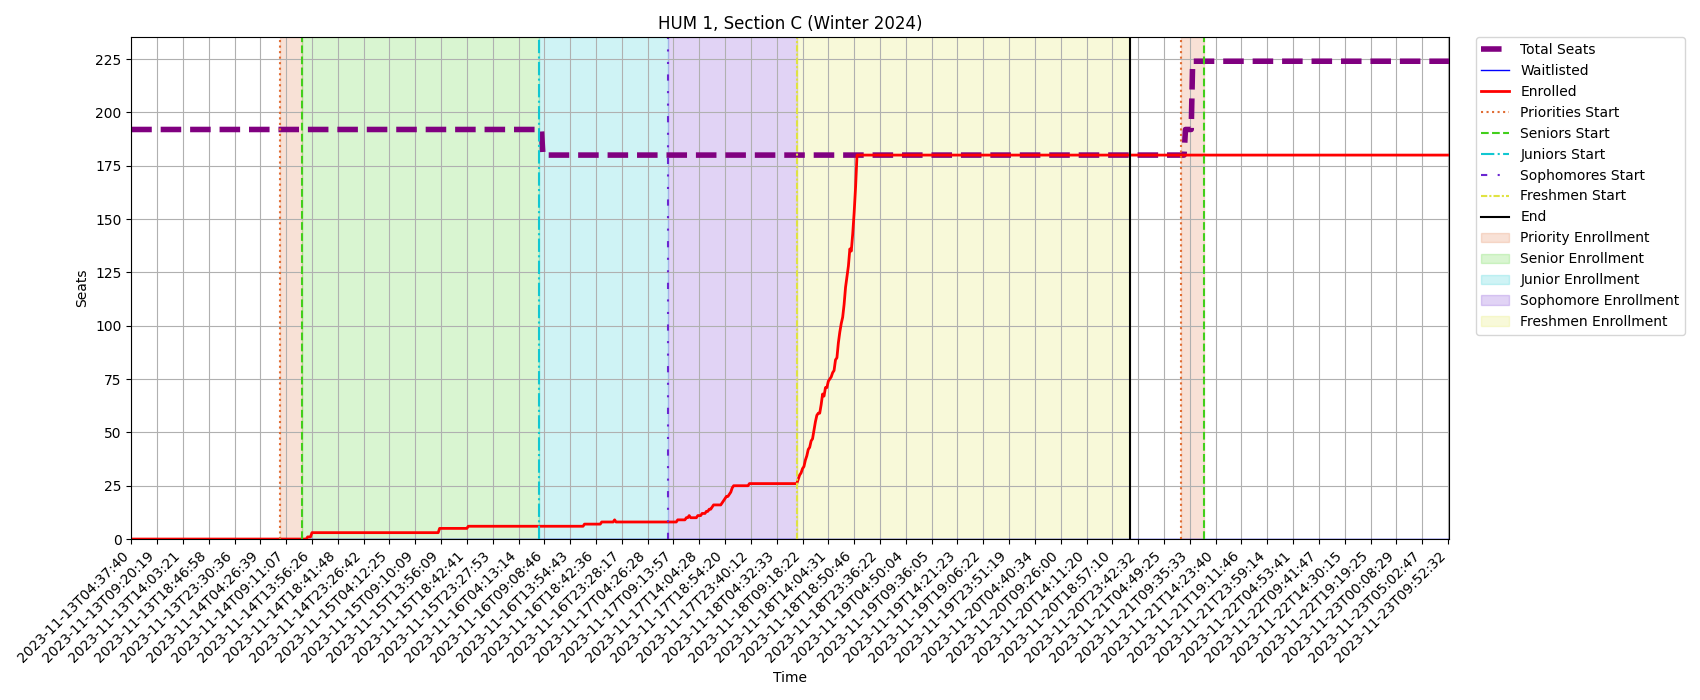 HUM 1, Section C (Winter 2024)
Seats
225
200
175
150
125
100
75
50
25
0
2023-11-13T04:37:40
2023-11-13T09:20:19
2023-11-13T14:03:21
2023-11-13T18:46:58
2023-11-13T23:30:36
2023-11-14T04:26:39
2023-11-14T09:11:07
2023-11-14T13:56:26
2023-11-14T18:41:48
2023-11-14T23:26:42
2023-11-15T04:12:25
2023-11-15T09:10:09
2023-11-15T13:56:09
2023-11-15T18:42:41
2023-11-15T23:27:53
2023-11-16T04:13:14
2023-11-16T09:08:46
2023-11-16T13:54:43
2023-11-16T18:42:36
2023-11-16T23:28:17
2023-11-17T04:26:28
2023-11-17T09:13:57
2023-11-17T14:04:28
2023-11-17T18:54:20
2023-11-17T23:40:12
2023-11-18T04:32:33
2023-11-18T09:18:22
2023-11-18T14:04:31
2023-11-18T18:50:46
2023-11-18T23:36:22
2023-11-19T04:50:04
2023-11-19T09:36:05
2023-11-19T14:21:23
2023-11-19T19:06:22
2023-11-19T23:51:19
2023-11-20T04:40:34
2023-11-20T09:26:00
2023-11-20T14:11:20
2023-11-20T18:57:10
2023-11-20T23:42:32
2023-11-21T04:49:25
2023-11-21T09:35:33
2023-11-21T14:23:40
2023-11-21T19:11:46
2023-11-21T23:59:14
2023-11-22T04:53:41
2023-11-22T09:41:47
2023-11-22T14:30:15
2023-11-22T19:19:25
2023-11-23T00:08:29
2023-11-23T05:02:47
2023-11-23T09:52:32
Time
Total Seats
Waitlisted
Enrolled
Priorities Start
Seniors Start
Juniors Start
Sophomores Start
Freshmen Start
End
Priority Enrollment
Senior Enrollment
Junior Enrollment
Sophomore Enrollment
Freshmen Enrollment